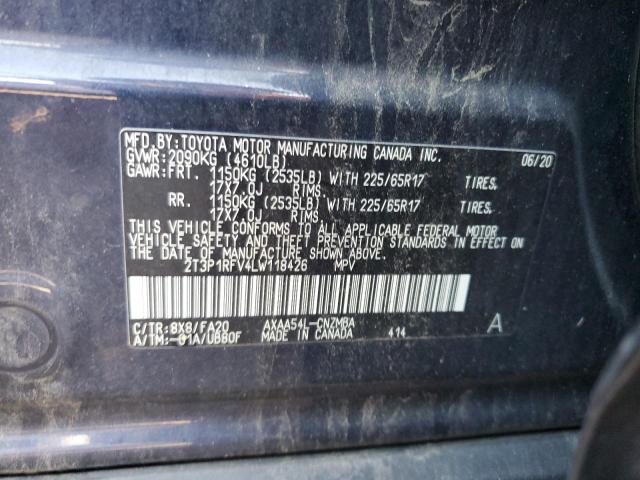 MFD.BY:TOYOTA MOTOR MANUFACTURING CANADA INC. 06/20
GVWR:2090KG (4610LB)
GAWR:FRT. 1150KG (2535LB) WITH 225/65R17 TIRES,
17X7.0J RIMS
RR. 1150KG (2535LB) WITH 225/65R17 TIRES,
17X7.0J RIMS
THIS VEHICLE CONFORMS TO ALL APPLICABLE FEDERAL MOTOR
VEHICLE SAFETY AND THEFT PREVENTION STANDARDS IN EFFECT ON
THE DATE OF MANUFACTURE SHOWN ABOVE.
2T3P1RFV4LW118426 MPV
C/TR:8X8/FA20 AXAA54L-CNZMBA A
A/TM:-01A/UB80F MADE IN CANADA 414